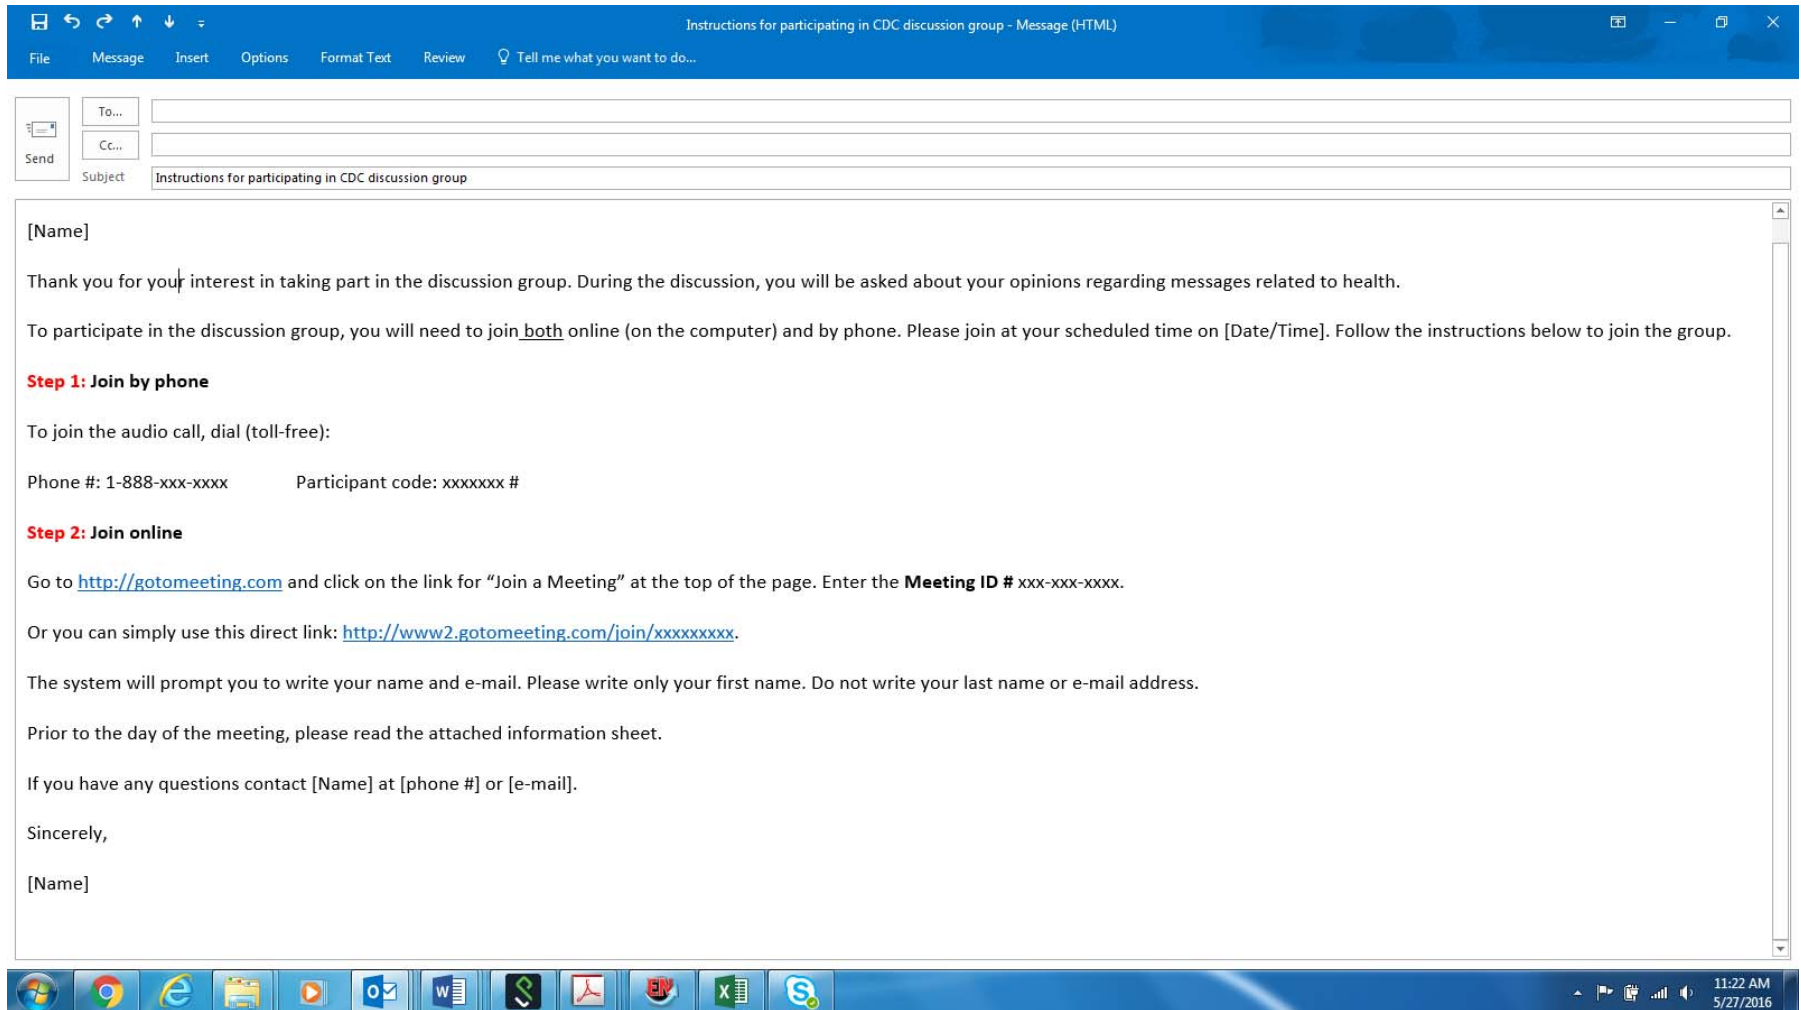 Instructions for participating in CDC discussion group - Message (HTML)
File Message Insert Options Format Text Review Tell me what you want to do...
To...
Cc...
Send
Subject Instructions for participating in CDC discussion group
[Name]
Thank you for your interest in taking part in the discussion group. During the discussion, you will be asked about your opinions regarding messages related to health.
To participate in the discussion group, you will need to join both online (on the computer) and by phone. Please join at your scheduled time on [Date/Time]. Follow the instructions below to join the group.
Step 1: Join by phone
To join the audio call, dial (toll-free):
Phone #: 1-888-xxx-xxxx Participant code: xxxxxxx #
Step 2: Join online
Go to http://gotomeeting.com and click on the link for “Join a Meeting” at the top of the page. Enter the Meeting ID # xxx-xxx-xxxx.
Or you can simply use this direct link: http://www2.gotomeeting.com/join/xxxxxxxxx.
The system will prompt you to write your name and e-mail. Please write only your first name. Do not write your last name or e-mail address.
Prior to the day of the meeting, please read the attached information sheet.
If you have any questions contact [Name] at [phone #] or [e-mail].
Sincerely,
[Name]
11:22 AM
5/27/2016